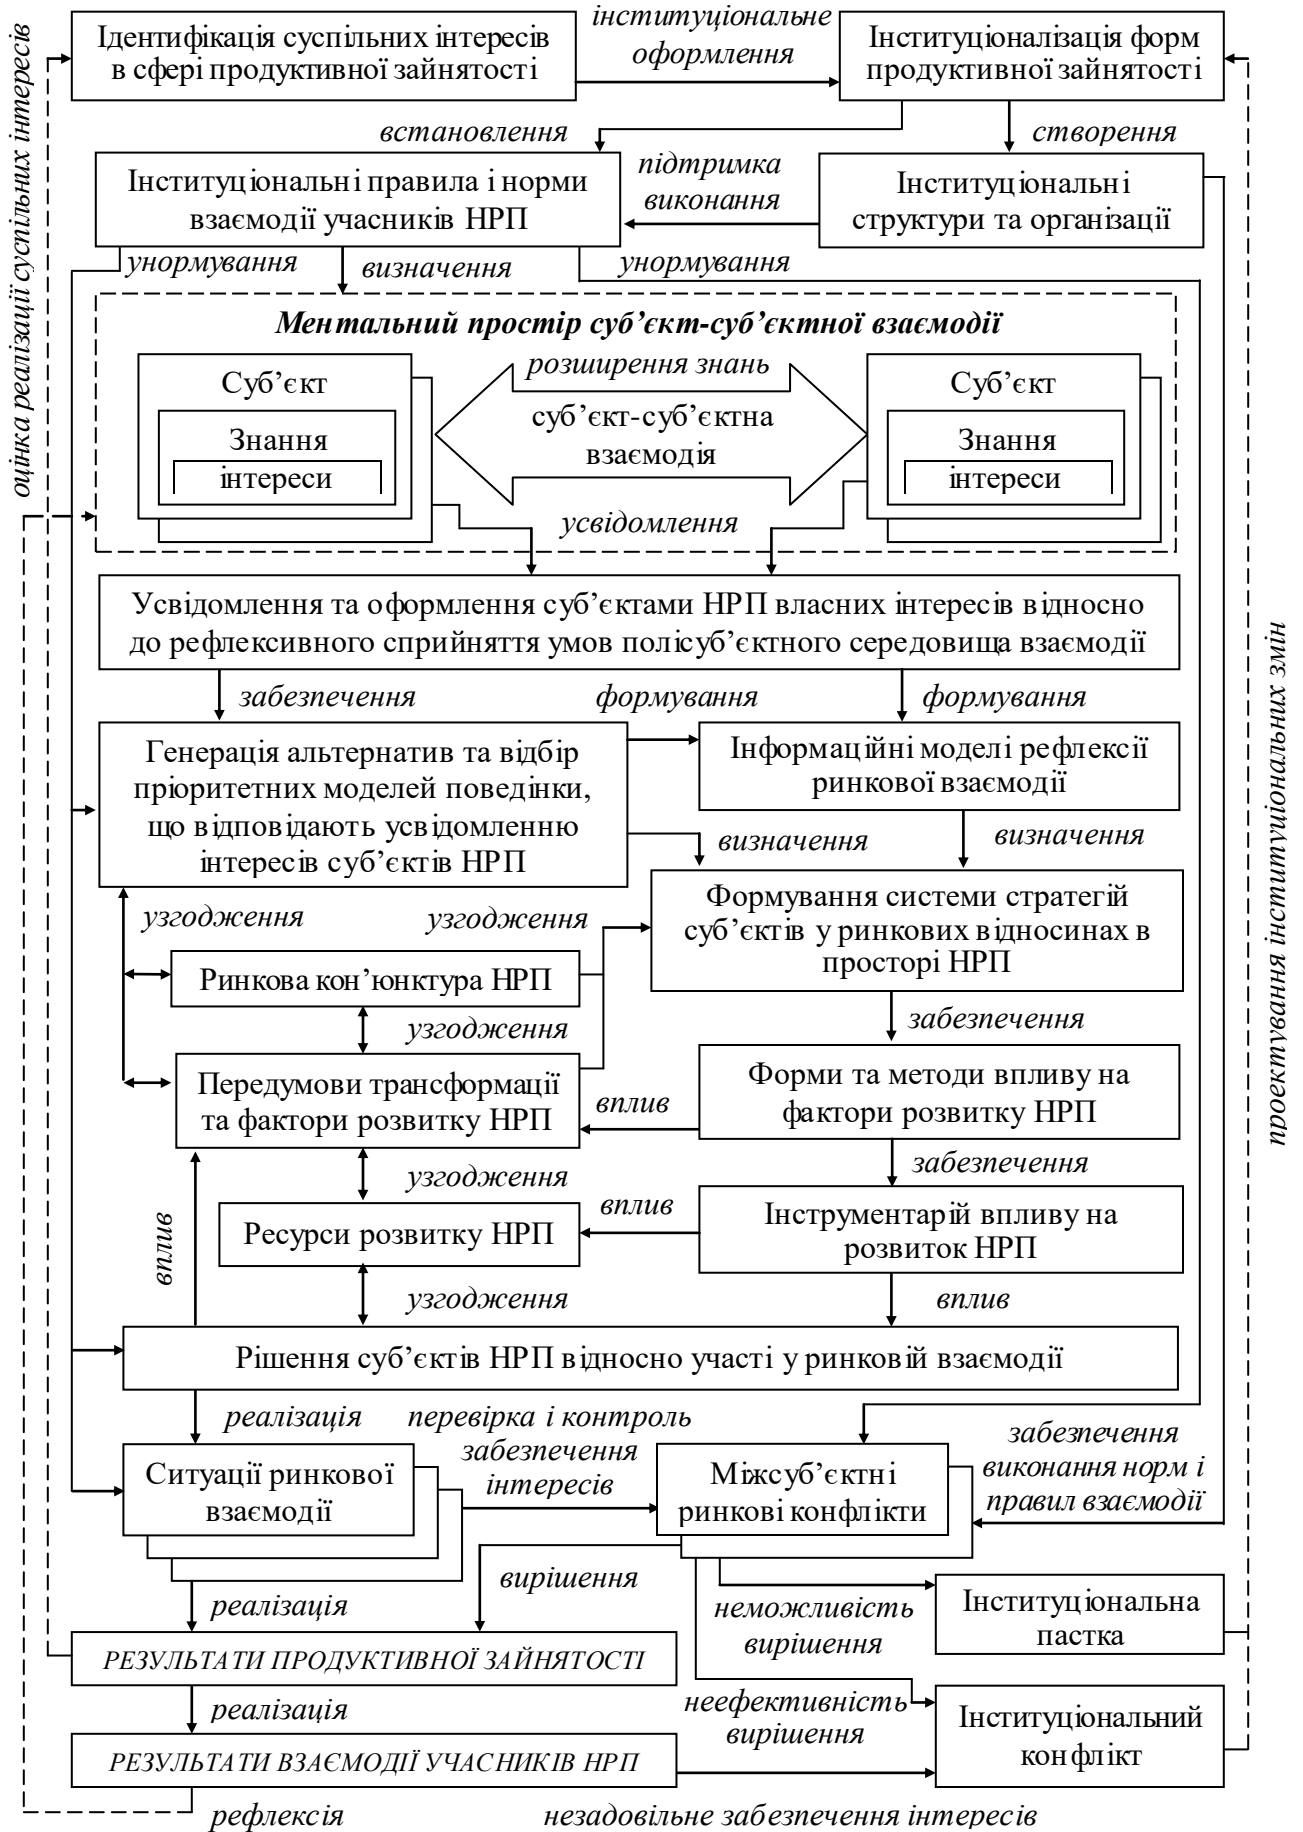 інституціональне
оформлення
Ідентифікація суспільних інтересів
в сфері продуктивної зайнятості
Інституціоналізація форм
продуктивної зайнятості
оцінка реалізації суспільних інтересів
встановлення
створення
Інституціональні правила і норми
взаємодії учасників НРП
підтримка
виконання
Інституціональні
структури та організації
унормування
визначення
унормування
Ментальний простір суб’єкт-суб’єктної взаємодії
Суб’єкт
Знання
інтереси
розширення знань
суб’єкт-суб’єктна
взаємодія
Суб’єкт
Знання
інтереси
усвідомлення
Усвідомлення та оформлення суб’єктами НРП власних інтересів відносно
до рефлексивного сприйняття умов полісуб’єктного середовища взаємодії
проектування інституціональних змін
забезпечення
формування
формування
Генерація альтернатив та відбір
пріоритетних моделей поведінки,
що відповідають усвідомленню
інтересів суб’єктів НРП
Інформаційні моделі рефлексії
ринкової взаємодії
визначення
визначення
узгодження
узгодження
Формування системи стратегій
суб’єктів у ринкових відносинах в
просторі НРП
Ринкова кон’юнктура НРП
узгодження
забезпечення
Передумови трансформації
та фактори розвитку НРП
вплив
Форми та методи впливу на
фактори розвитку НРП
узгодження
забезпечення
вплив
Ресурси розвитку НРП
вплив
Інструментарій впливу на
розвиток НРП
узгодження
вплив
Рішення суб’єктів НРП відносно участі у ринковій взаємодії
реалізація
перевірка і контроль
забезпечення
інтересів
забезпечення
виконання норм і
правил взаємодії
Ситуації ринкової
взаємодії
Міжсуб’єктні
ринкові конфлікти
вирішення
реалізація
неможливість
вирішення
Інституціональна
пастка
РЕЗУЛЬТАТИ ПРОДУКТИВНОЇ ЗАЙНЯТОСТІ
реалізація
неефективність
вирішення
Інституціональний
конфлікт
РЕЗУЛЬТАТИ ВЗАЄМОДІЇ УЧАСНИКІВ НРП
рефлексія
незадовільне забезпечення інтересів